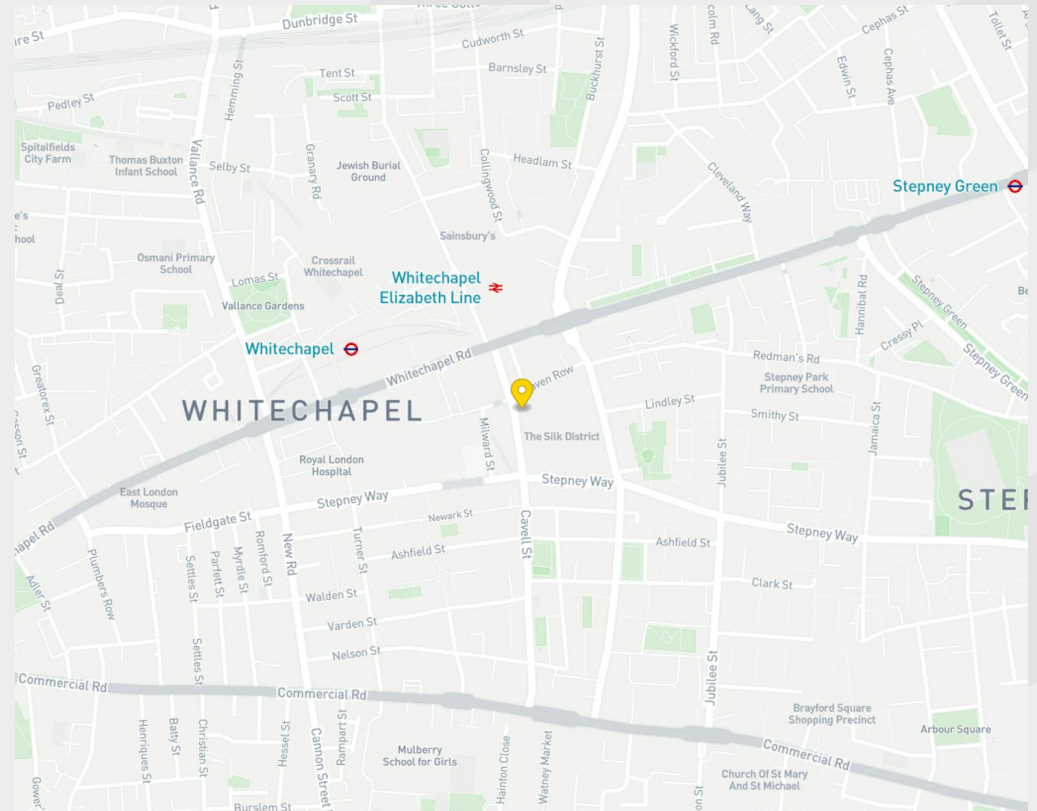 Dunbridge St
Cudworth St
Barnsley St
Buckhurst St
Wickford St
Cephas St
Cephas Ave
Edwin St
Tollet St
Hemming St
Tent St
Scott St
Pedley St
Spitalfields
City Farm
Thomas Buxton
Infant School
Vallance Rd
Selby St
Granary Rd
Jewish Burial
Ground
Collingwood St
Headlam St
Cleveland Way
Stepney Green
Sainsbury's
Osmani Primary
School
Crossrail
Whitechapel
Whitechapel
Elizabeth Line
Deal St
Lomas St
Vallance Gardens
Hannibal Rd
Stepney Green
Cressy Pl
Stepney Green
Whitechapel
Whitechapel Rd
Redman's Rd
Stepney Park
Primary School
Greatorex St
WHITECHAPEL
Lindley St
Smithy St
Jamaica St
Milward St
The Silk District
Jubilee St
Royal London
Hospital
East London
Mosque
Stepney Way
Stepney Way
Fieldgate St
Newark St
Cavell St
Stepney Way
Ashfield St
Ashfield St
New Rd
Turner St
Romford St
Myrdle St
Parfett St
Settles St
Plumbers Row
Adler St
Clark St
Walden St
Varden St
Nelson St
Settles St
Jubilee St
Commercial Rd
Commercial Rd
Commercial Rd
Brayford Square
Shopping Precinct
Arbour Square
Henriques St
Batty St
Christian St
Hessel St
Cannon Street
Rampart St
Mulberry
School for Girls
Hainton Close
Watney Market
Church Of St Mary
And St Michael
Burslem St